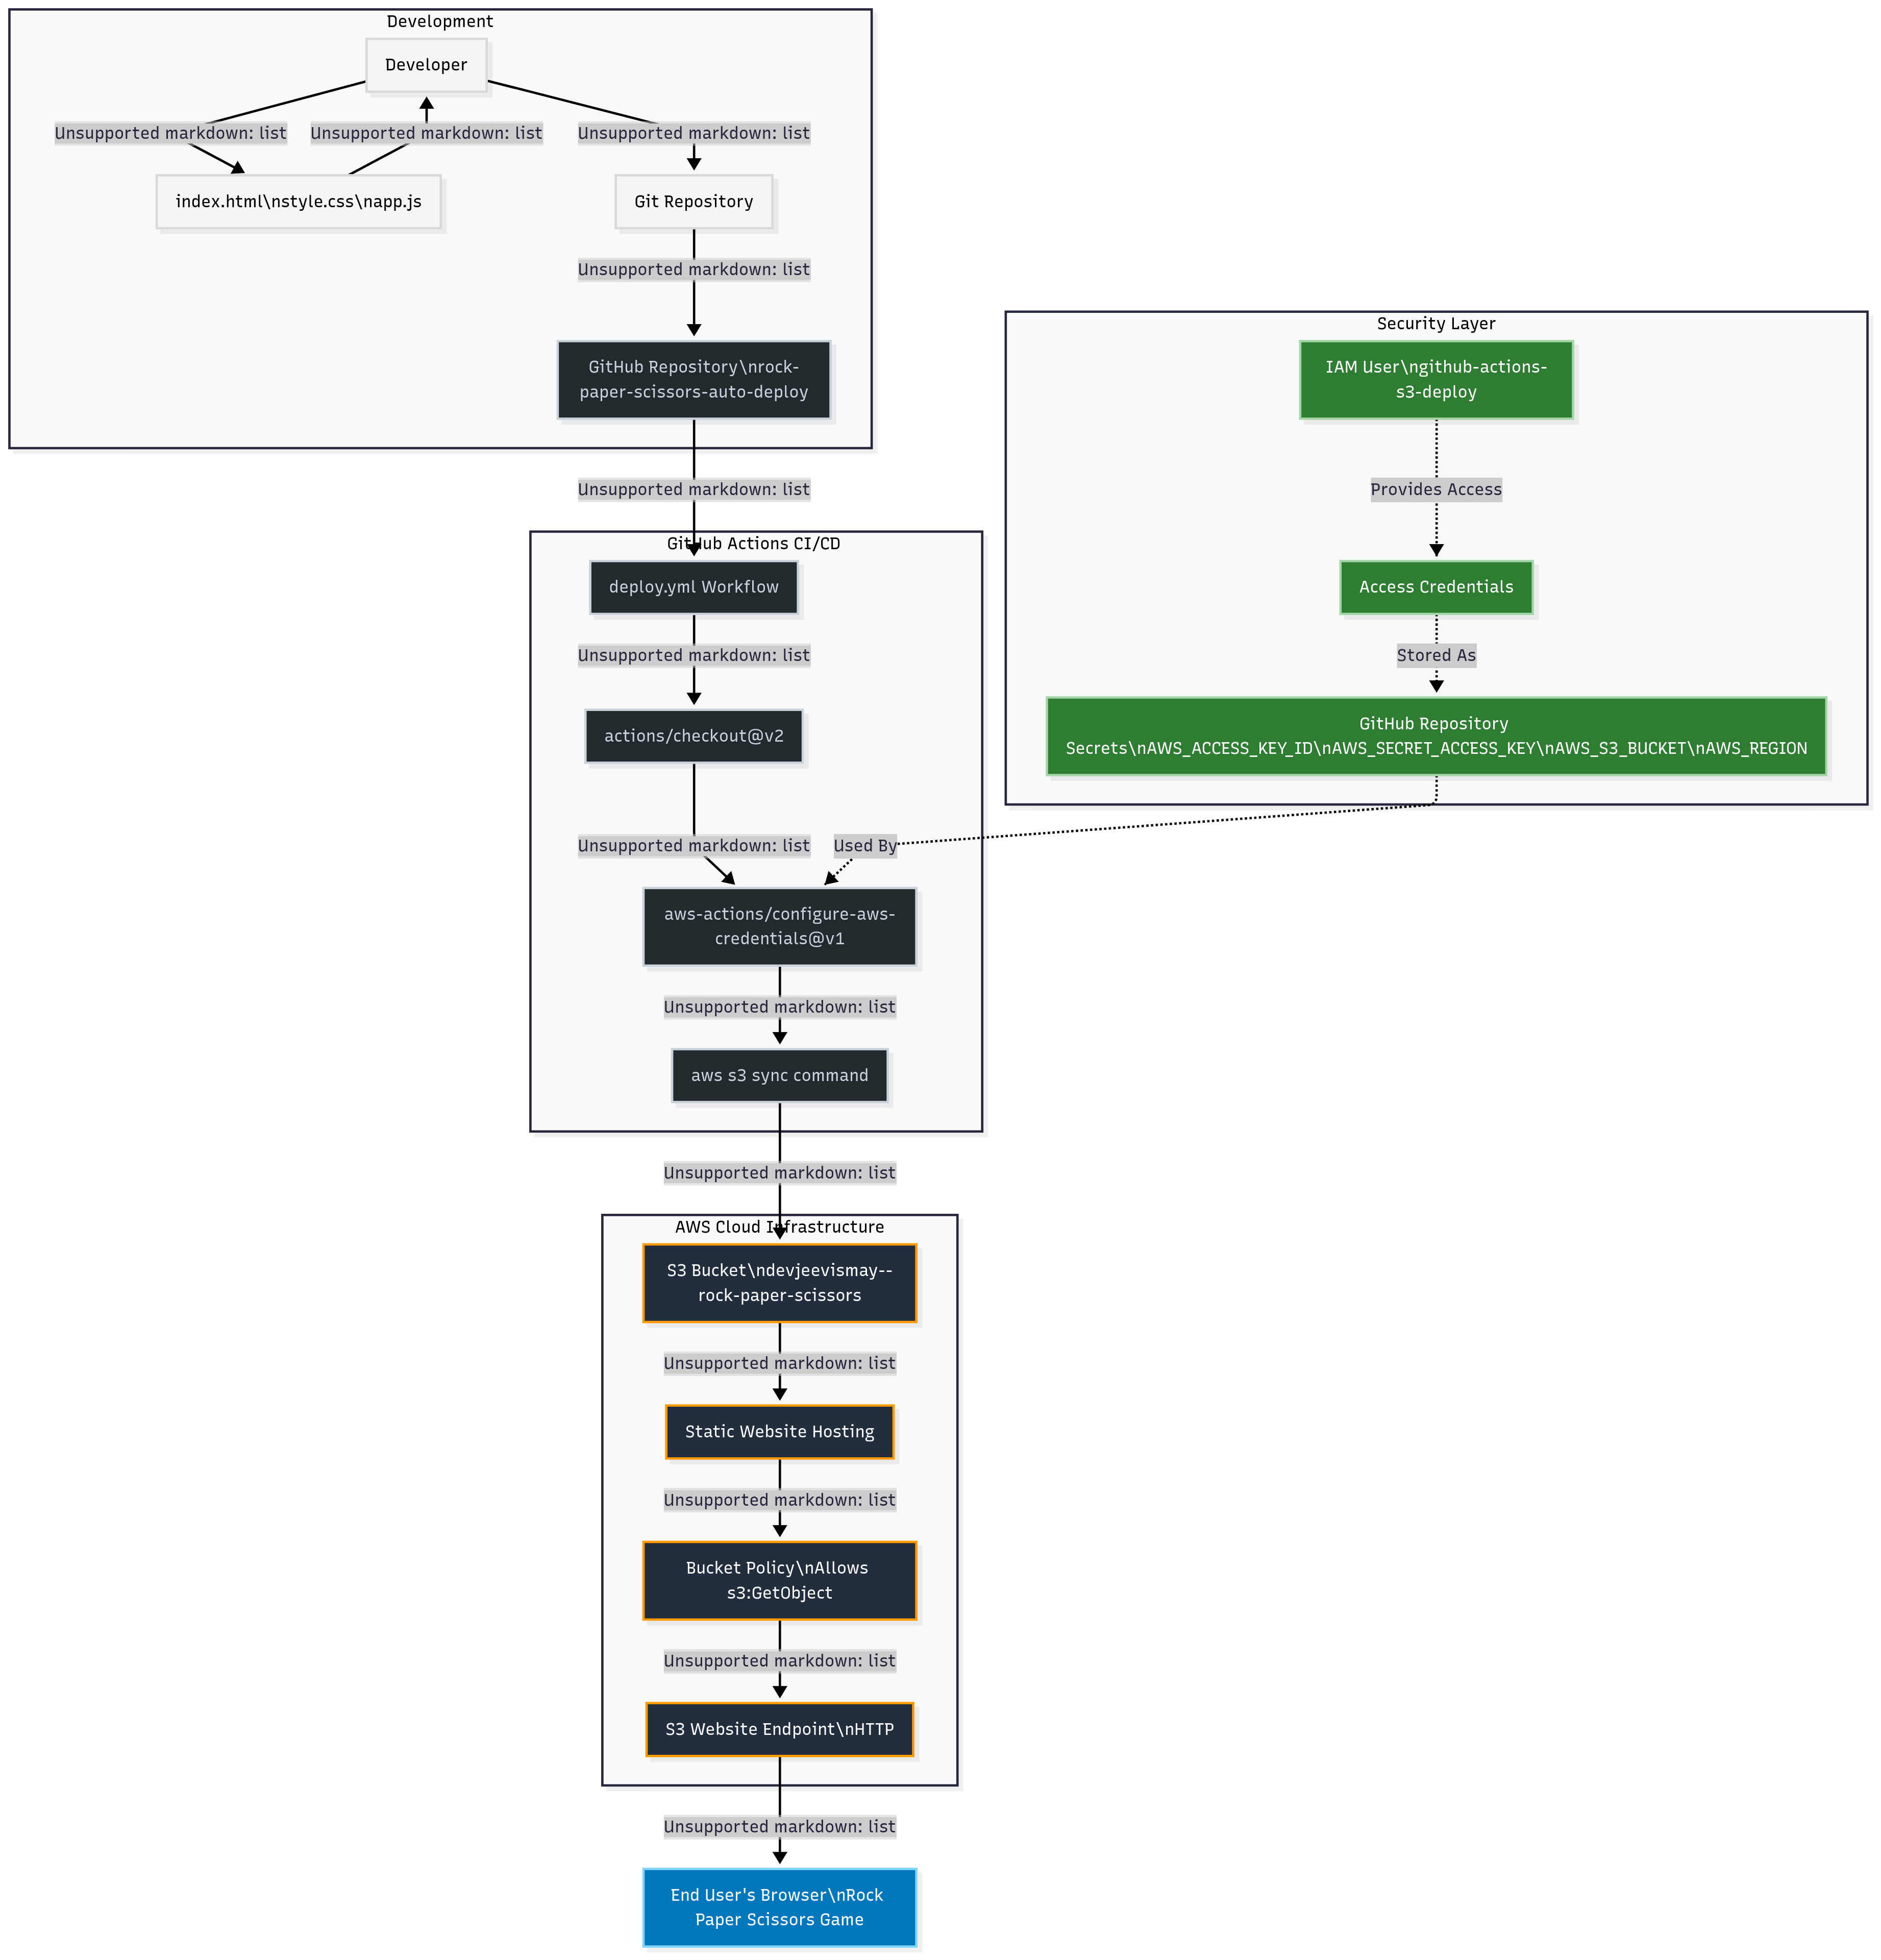 Development
Developer
Unsupported markdown: list
Unsupported markdown: list
Unsupported markdown: list
index.html\nstyle.css\napp.js
Git Repository
Unsupported markdown: list
GitHub Repository\nrock-
paper-scissors-auto-deploy
Security Layer
IAM User\ngithub-actions-
s3-deploy
Provides Access
Access Credentials
Stored As
GitHub Repository
Secrets\nAWS_ACCESS_KEY_ID\nAWS_SECRET_ACCESS_KEY\nAWS_S3_BUCKET\nAWS_REGION
Used By
Unsupported markdown: list
GitHub Actions CI/CD
deploy.yml Workflow
Unsupported markdown: list
actions/checkout@v2
Unsupported markdown: list
aws-actions/configure-aws-
credentials@v1
Unsupported markdown: list
aws s3 sync command
Unsupported markdown: list
AWS Cloud Infrastructure
S3 Bucket\ndevjeevismay--
rock-paper-scissors
Unsupported markdown: list
Static Website Hosting
Unsupported markdown: list
Bucket Policy\nAllows
s3:GetObject
Unsupported markdown: list
S3 Website Endpoint\nHTTP
Unsupported markdown: list
End User's Browser\nRock
Paper Scissors Game